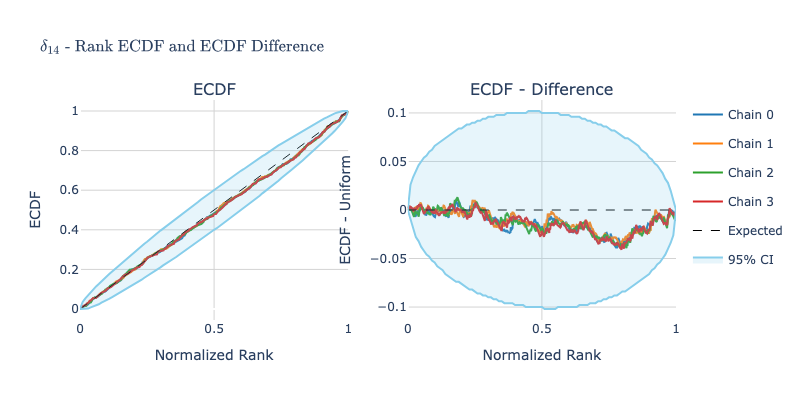 δ14 - Rank ECDF and ECDF Difference
ECDF
ECDF - Difference
ECDF
1
0.8
0.6
0.4
0.2
0
0
0.5
1
Normalized Rank
ECDF - Uniform
0.1
0.05
0
−0.05
−0.1
0
0.5
1
Normalized Rank
Chain 0
Chain 1
Chain 2
Chain 3
Expected
95% CI